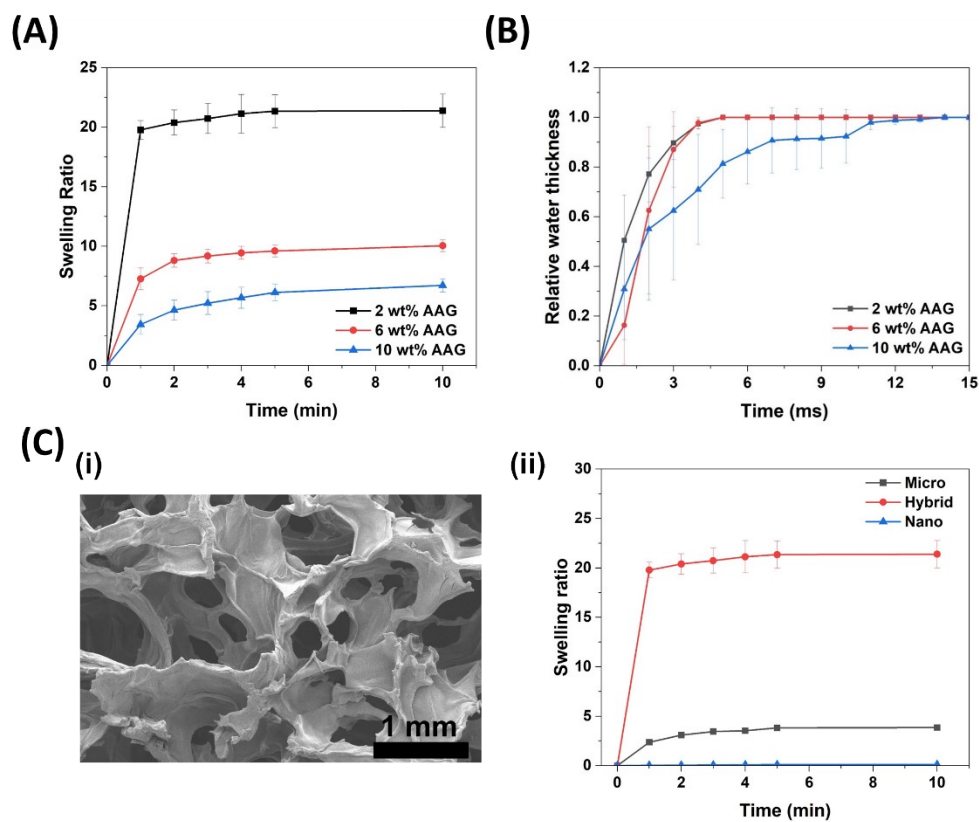 (A)
25
20
15
10
5
0
Swelling Ratio
2 wt% AAG
6 wt% AAG
10 wt% AAG
0 2 4 6 8 10
Time (min)
(B)
1.2
1.0
0.8
0.6
0.4
0.2
0.0
Relative water thickness
2 wt% AAG
6 wt% AAG
10 wt% AAG
0 3 6 9 12 15
Time (ms)
(C)
(i)
1 mm
(ii)
30
25
20
15
10
5
0
Swelling ratio
Micro
Hybrid
Nano
0 2 4 6 8 10
Time (min)